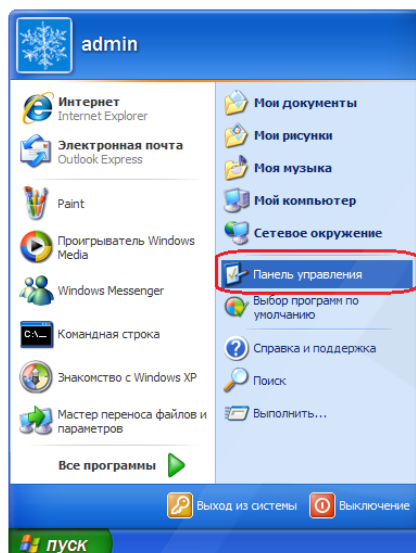 admin
Интернет
Internet Explorer
Электронная почта
Outlook Express
Paint
Проигрыватель Windows
Media
Windows Messenger
C:\_
Командная строка
Знакомство с Windows XP
Мастер переноса файлов и
параметров
Все программы
Мои документы
Мои рисунки
Моя музыка
Мой компьютер
Сетевое окружение
Панель управления
Выбор программ по
умолчанию
Справка и поддержка
Поиск
Выполнить...
Выход из системы
Выключение
пуск